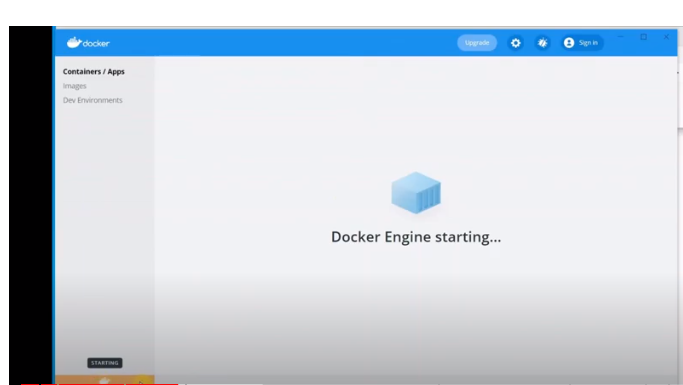 docker
Upgrade
Sign in
Containers / Apps
Images
Dev Environments
Docker Engine starting...
STARTING